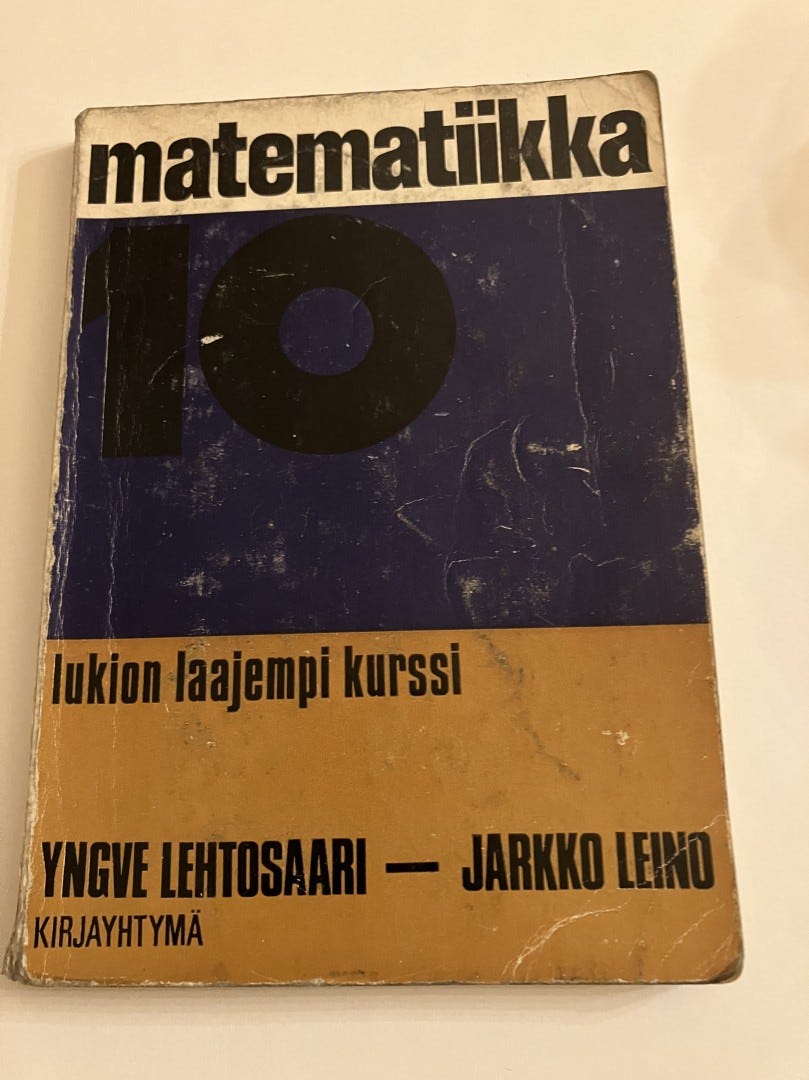 matematiikka
10
lukion laajempi kurssi
YNGVE LEHTOSAARI — JARKKO LEINO
KIRJAYHTYMÄ